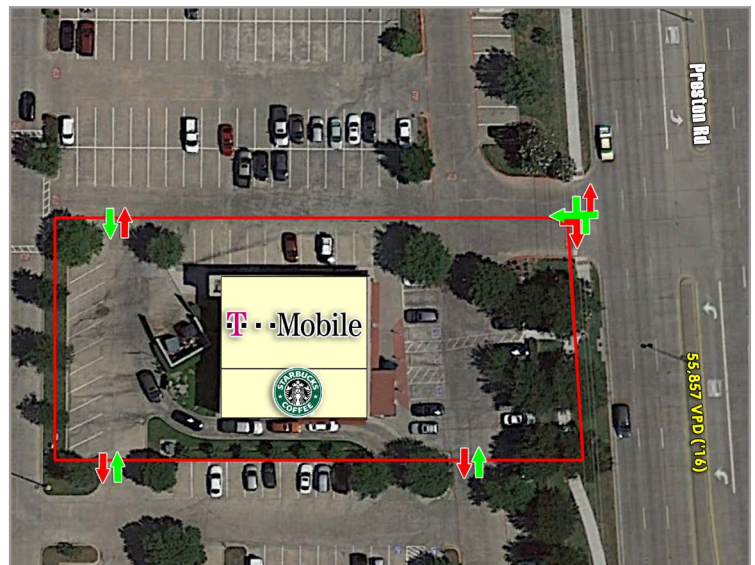 Preston Rd
T··Mobile
STARBUCKS
COFFEE
55,857 VPD ('16)